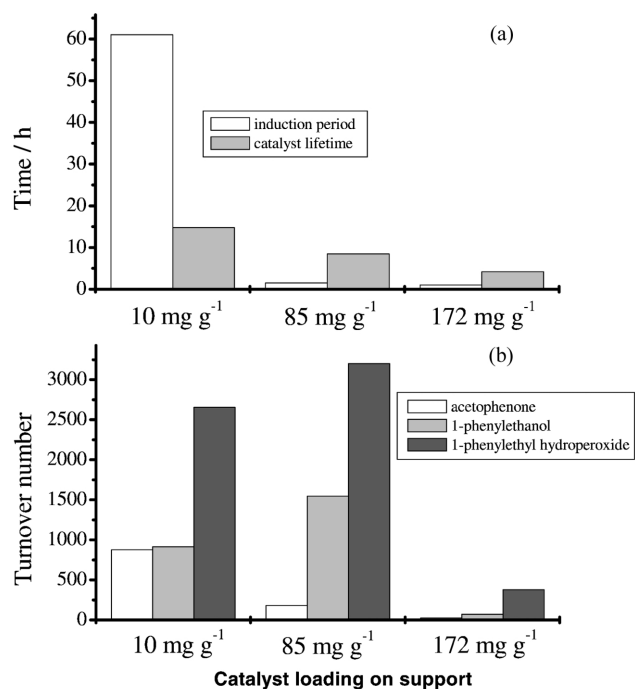 (a)
60
50
40
30
20
10
0
Time / h
induction period
catalyst lifetime
10 mg g⁻¹ 85 mg g⁻¹ 172 mg g⁻¹
(b)
3000
2500
2000
1500
1000
500
0
Turnover number
acetophenone
1-phenylethanol
1-phenylethyl hydroperoxide
10 mg g⁻¹ 85 mg g⁻¹ 172 mg g⁻¹
Catalyst loading on support